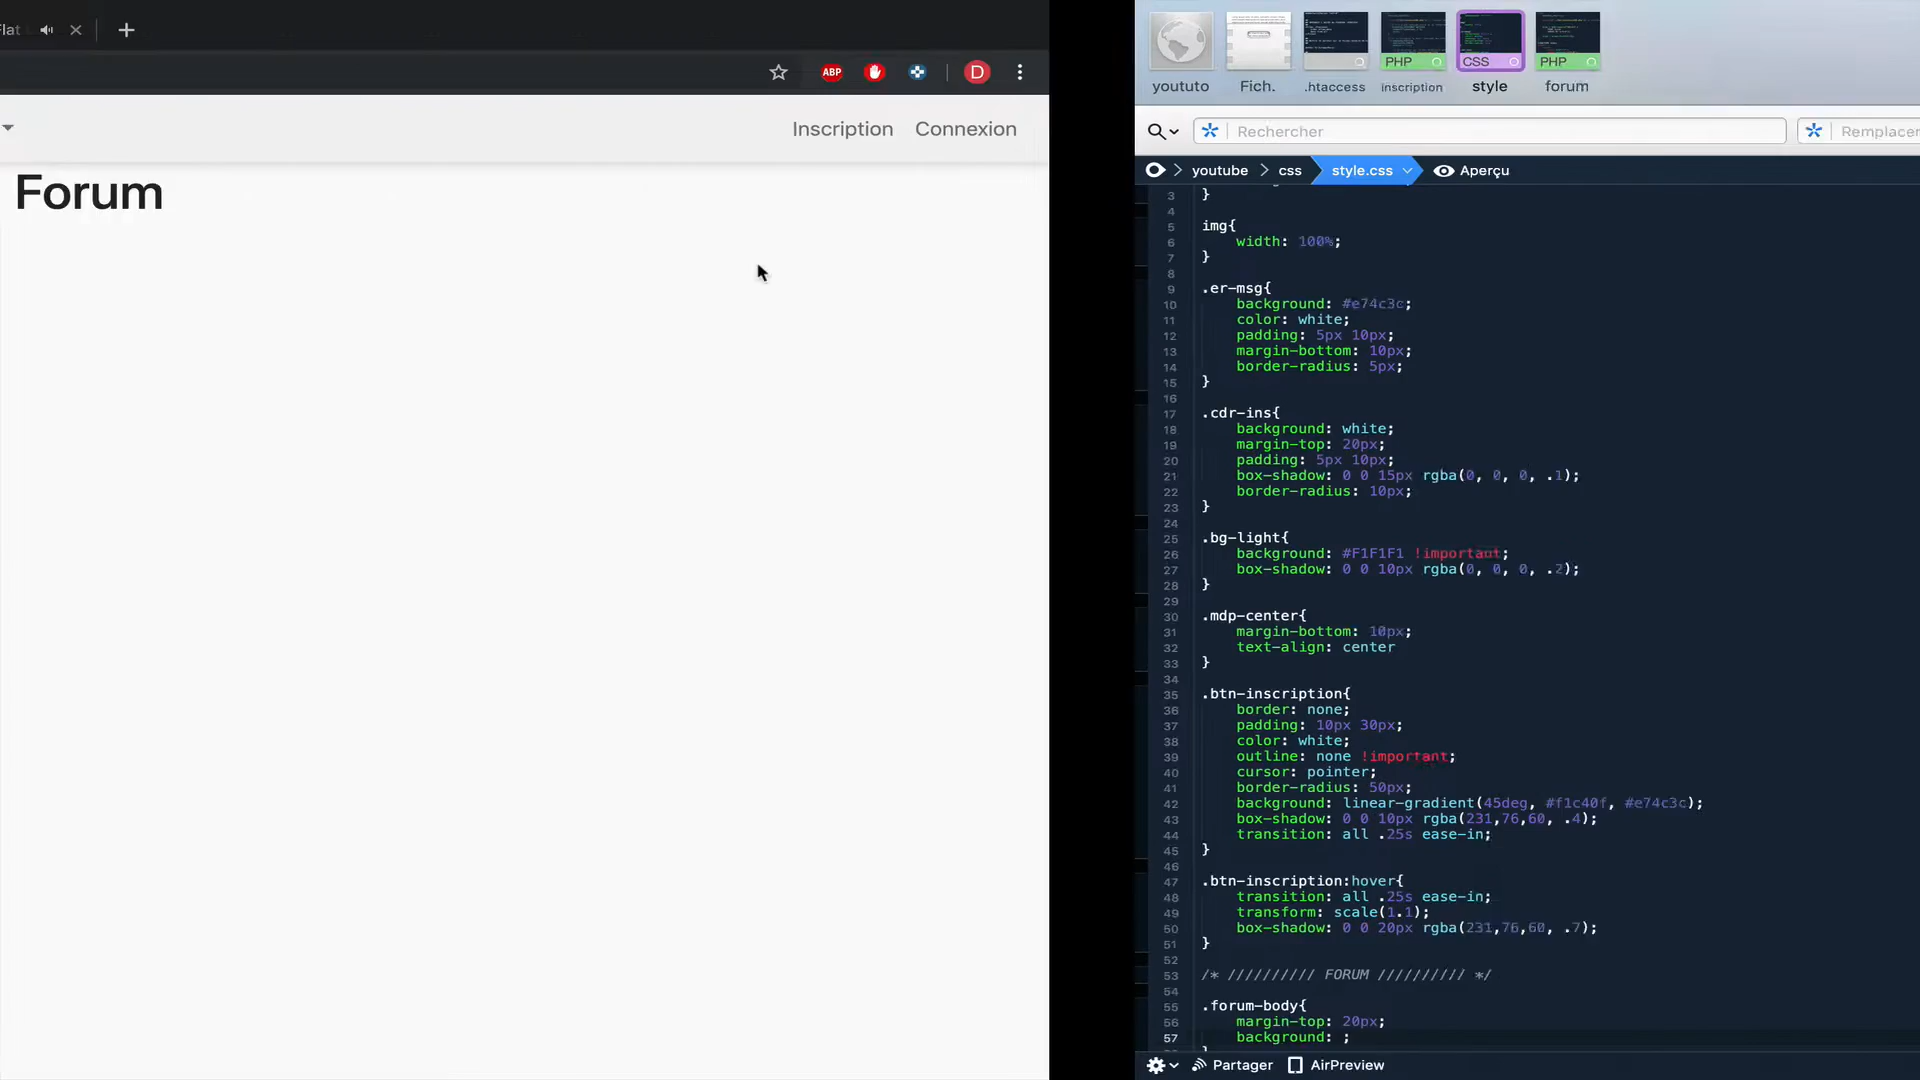 Flat
ABP
D
Inscription
Connexion
Forum
PHP
CSS
PHP
yoututo
Fich.
.htaccess
inscription
style
forum
Rechercher
Remplacer
youtube
css
style.css
Aperçu
3 }
4
5 img{
6 width: 100%;
7 }
8
9 .er-msg{
10 background: #e74c3c;
11 color: white;
12 padding: 5px 10px;
13 margin-bottom: 10px;
14 border-radius: 5px;
15 }
16
17 .cdr-ins{
18 background: white;
19 margin-top: 20px;
20 padding: 5px 10px;
21 box-shadow: 0 0 15px rgba(0, 0, 0, .1);
22 border-radius: 10px;
23 }
24
25 .bg-light{
26 background: #F1F1F1 !important;
27 box-shadow: 0 0 10px rgba(0, 0, 0, .2);
28 }
29
30 .mdp-center{
31 margin-bottom: 10px;
32 text-align: center
33 }
34
35 .btn-inscription{
36 border: none;
37 padding: 10px 30px;
38 color: white;
39 outline: none !important;
40 cursor: pointer;
41 border-radius: 50px;
42 background: linear-gradient(45deg, #f1c40f, #e74c3c);
43 box-shadow: 0 0 10px rgba(231,76,60, .4);
44 transition: all .25s ease-in;
45 }
46
47 .btn-inscription:hover{
48 transition: all .25s ease-in;
49 transform: scale(1.1);
50 box-shadow: 0 0 20px rgba(231,76,60, .7);
51 }
52
53 /* ////////// FORUM ////////// */
54
55 .forum-body{
56 margin-top: 20px;
57 background: ;
Partager
AirPreview